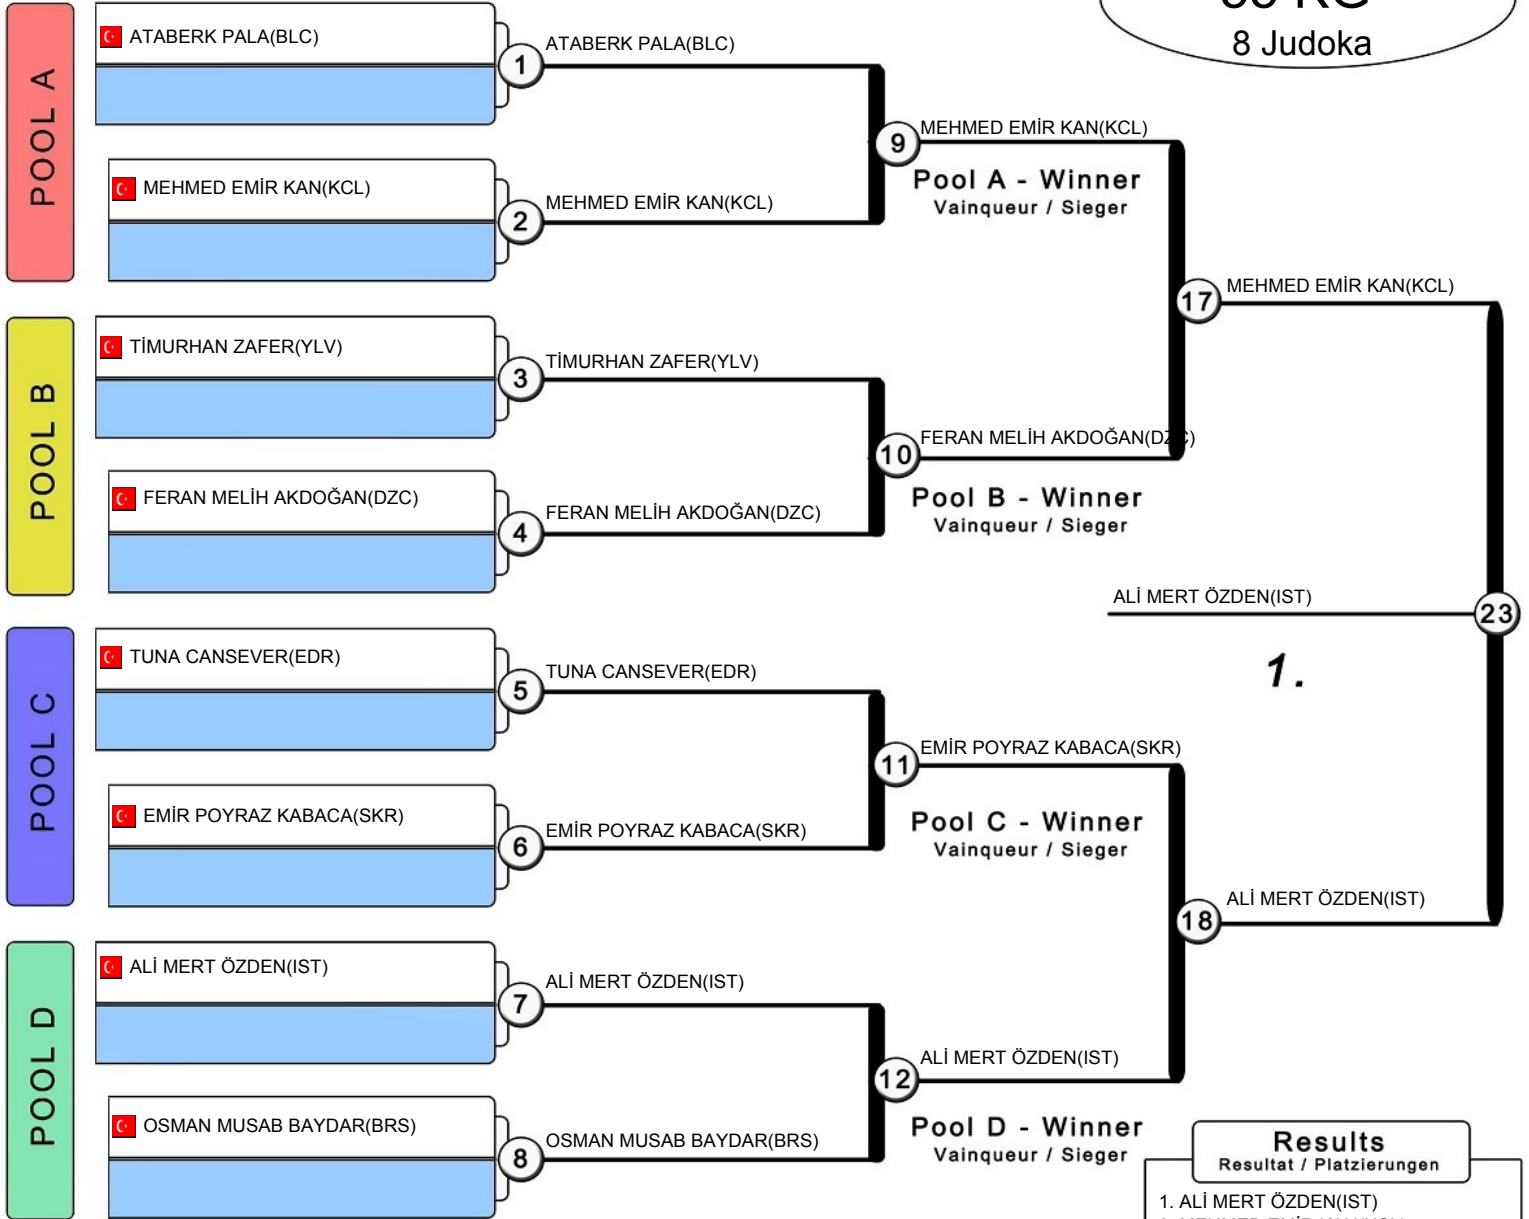 8 Judoka
POOL A
ATABERK PALA(BLC)
1
ATABERK PALA(BLC)
MEHMED EMİR KAN(KCL)
2
MEHMED EMİR KAN(KCL)
9
MEHMED EMİR KAN(KCL)
Pool A - Winner
Vainqueur / Sieger
POOL B
TİMURHAN ZAFER(YLV)
3
TİMURHAN ZAFER(YLV)
FERAN MELİH AKDOĞAN(DZC)
4
FERAN MELİH AKDOĞAN(DZC)
10
FERAN MELİH AKDOĞAN(DZC)
Pool B - Winner
Vainqueur / Sieger
17
MEHMED EMİR KAN(KCL)
POOL C
TUNA CANSEVER(EDR)
5
TUNA CANSEVER(EDR)
EMİR POYRAZ KABACA(SKR)
6
EMİR POYRAZ KABACA(SKR)
11
EMİR POYRAZ KABACA(SKR)
Pool C - Winner
Vainqueur / Sieger
POOL D
ALİ MERT ÖZDEN(IST)
7
ALİ MERT ÖZDEN(IST)
OSMAN MUSAB BAYDAR(BRS)
8
OSMAN MUSAB BAYDAR(BRS)
12
ALİ MERT ÖZDEN(IST)
Pool D - Winner
Vainqueur / Sieger
18
ALİ MERT ÖZDEN(IST)
ALİ MERT ÖZDEN(IST)
23
1.
Results
Resultat / Platzierungen
1. ALİ MERT ÖZDEN(IST)